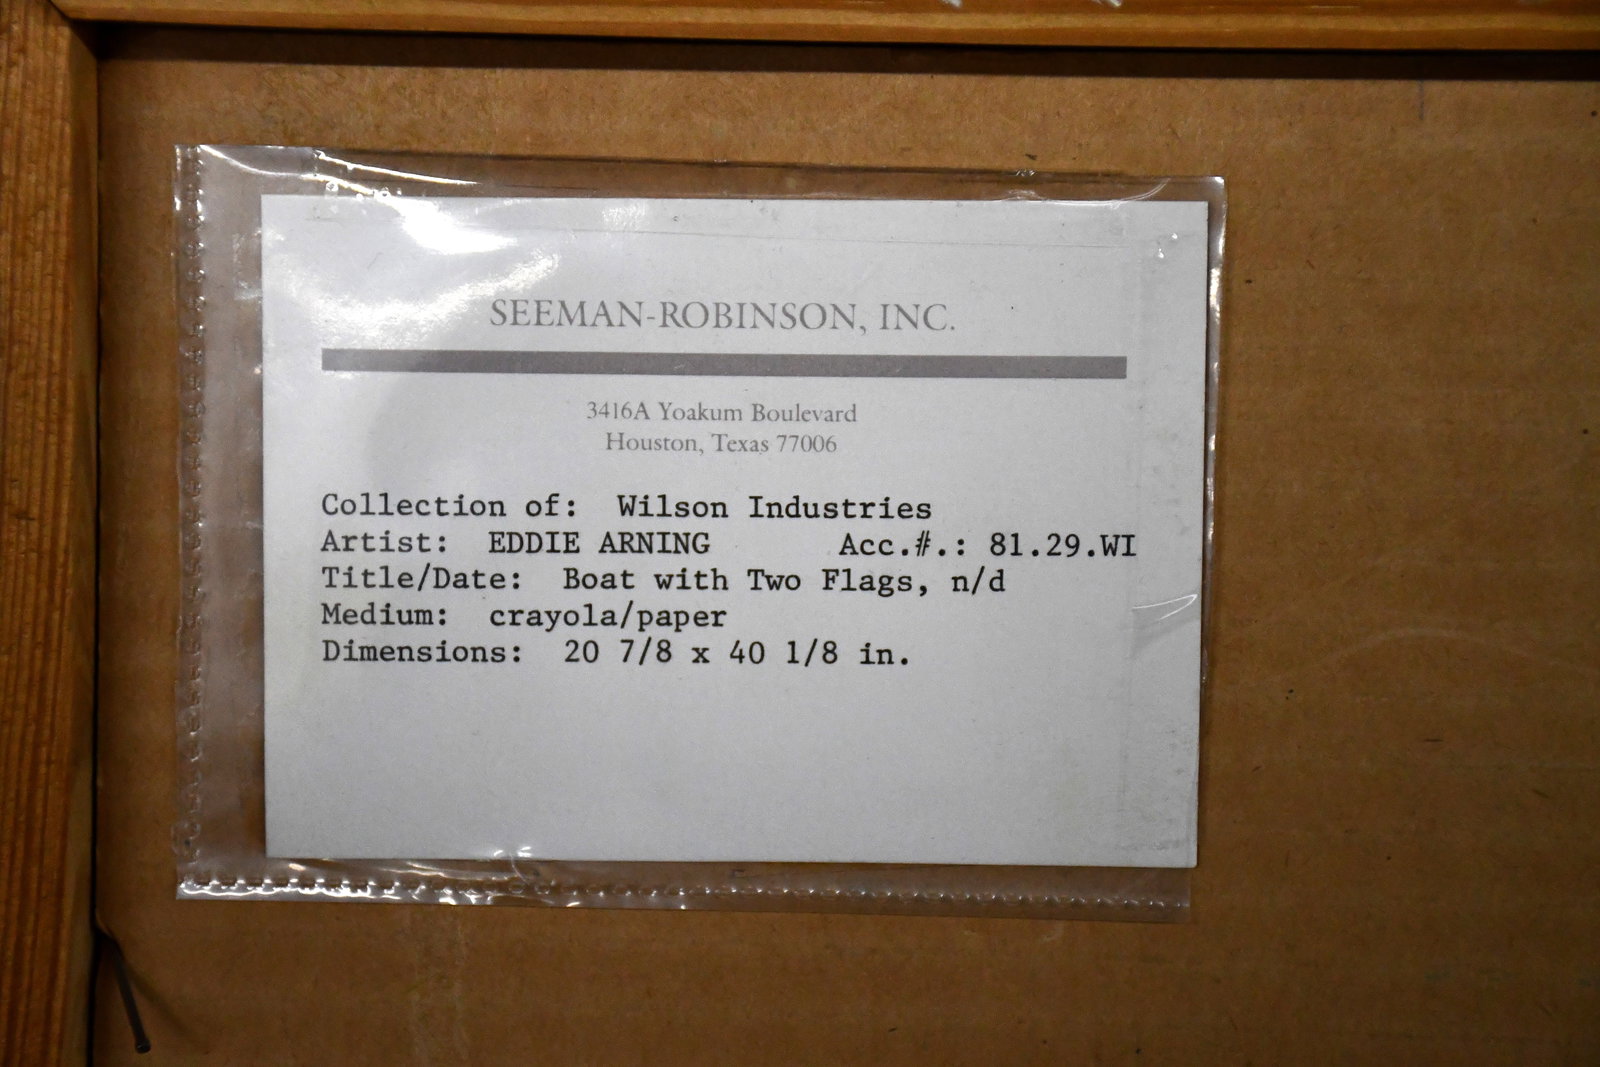 SEEMAN-ROBINSON, INC.
3416A Yoakum Boulevard
Houston, Texas 77006
Collection of: Wilson Industries
Artist: EDDIE ARNING Acc.#.: 81.29.WI
Title/Date: Boat with Two Flags, n/d
Medium: crayola/paper
Dimensions: 20 7/8 x 40 1/8 in.